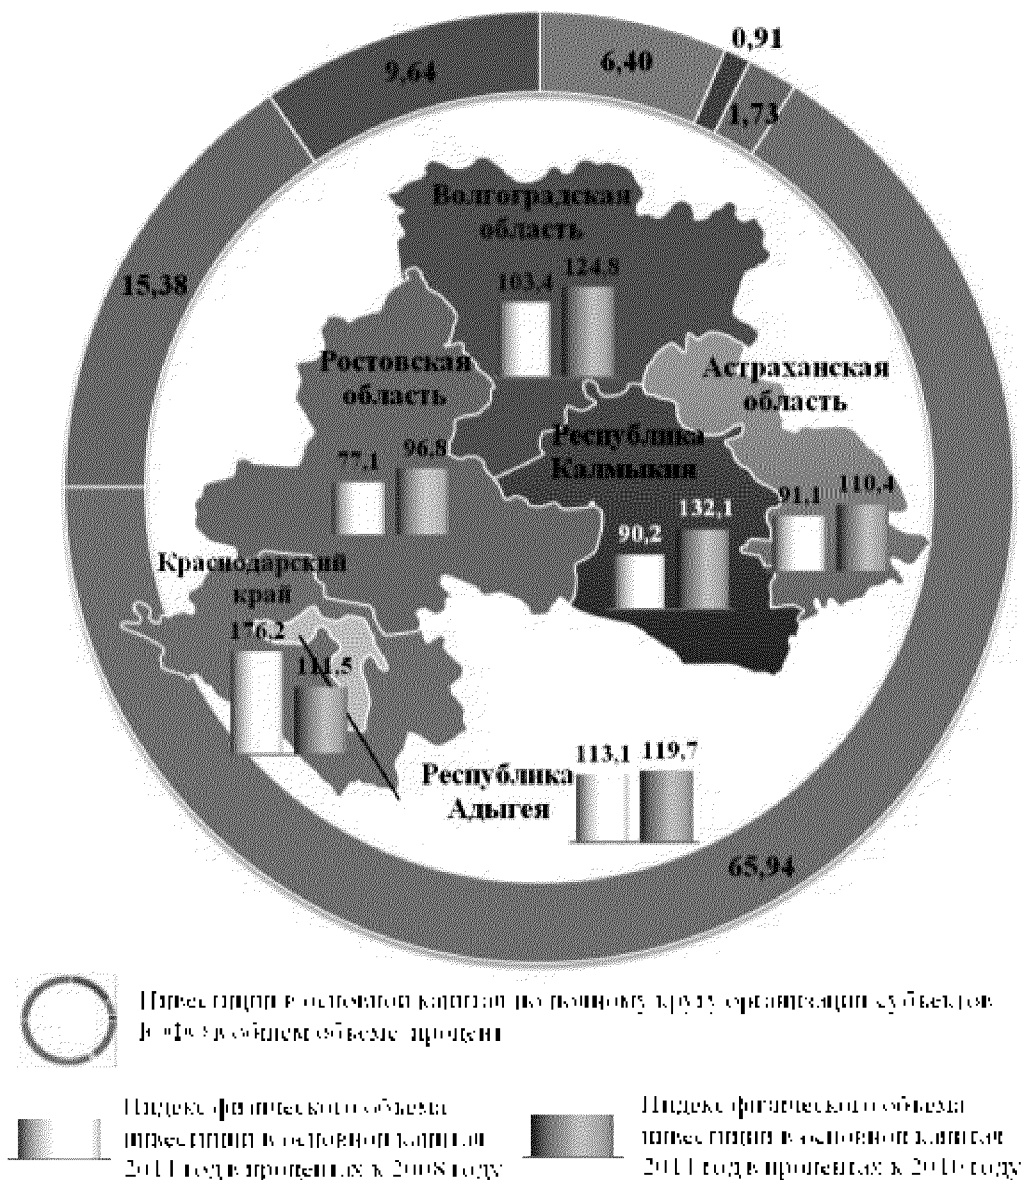 0,91
9,64
6,40
1,73
Волгоградская
область
15,38
103,4
124,8
Ростовская
область
Астраханская
область
Республика
Калмыкия
77,1
96,8
90,2
132,1
91,1
110,4
Краснодарский
край
176,2
111,5
Республика
Адыгея
113,1
119,7
65,94
Инвестиции в основной капитал по полному кругу организаций субъектов
ЮФО в общем объеме процент
Индекс физического объема
инвестиций в основной капитал
2011 год в процентах к 2008 году
Индекс физического объема
инвестиций в основной капитал
2011 год в процентах к 2010 году